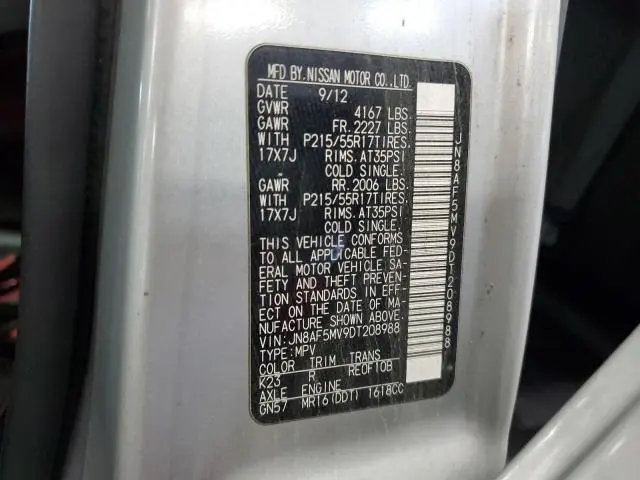 MFD BY.NISSAN MOTOR CO.,LTD.
DATE 9/12
GVWR 4167 LBS.
GAWR FR.2227 LBS.
WITH P215/55R17TIRES.
17X7J RIMS.AT35PSI
COLD SINGLE.
GAWR RR.2006 LBS.
WITH P215/55R17TIRES.
17X7J RIMS.AT35PSI
COLD SINGLE.
THIS VEHICLE CONFORMS
TO ALL APPLICABLE FED-
ERAL MOTOR VEHICLE SA-
FETY AND THEFT PREVEN-
TION STANDARDS IN EFF-
ECT ON THE DATE OF MA-
NUFACTURE SHOWN ABOVE.
VIN:JN8AF5MV9DT208988
TYPE:MPV
COLOR TRIM TRANS
K23 R RE0F10B
AXLE ENGINE
GN57 MR16(DDT) 1618CC
JN8AF5MV9DT208988